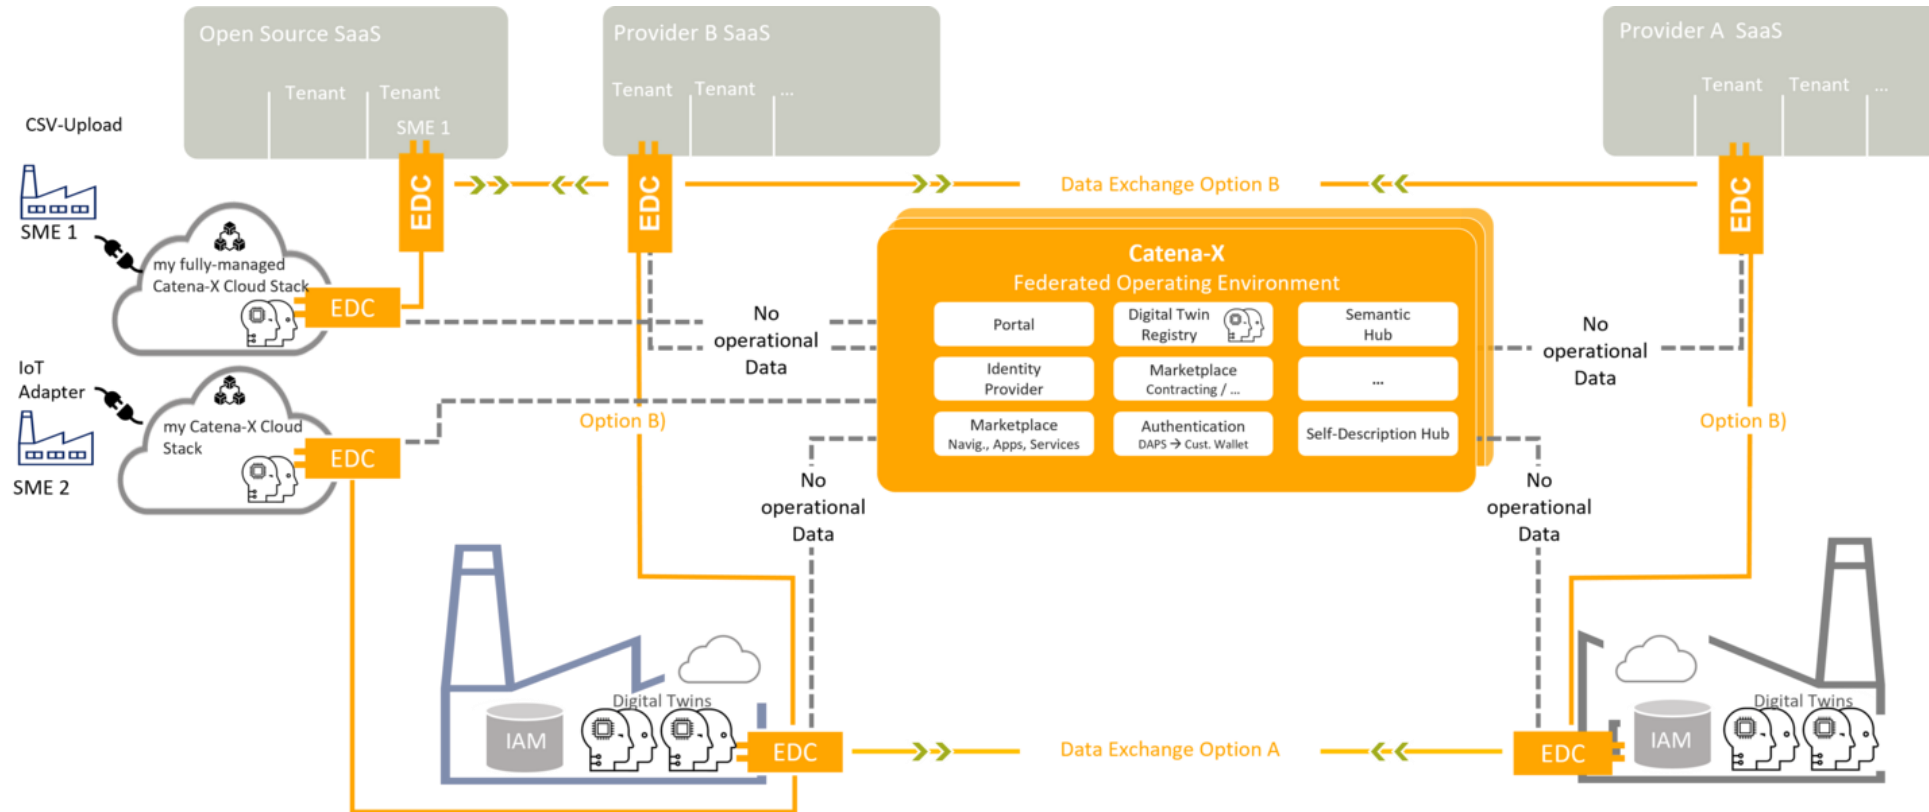 Open Source SaaS
Tenant
Tenant
SME 1
Provider B SaaS
Tenant
Tenant
...
Provider A SaaS
Tenant
Tenant
...
CSV-Upload
SME 1
my fully-managed
Catena-X Cloud Stack
EDC
EDC
EDC
EDC
Data Exchange Option B
Catena-X
Federated Operating Environment
Portal
Digital Twin
Registry
Semantic
Hub
Identity
Provider
Marketplace
Contracting / ...
...
Marketplace
Navig., Apps, Services
Authentication
DAPS → Cust. Wallet
Self-Description Hub
No
operational
Data
No
operational
Data
IoT
Adapter
my Catena-X Cloud
Stack
EDC
SME 2
Option B)
Option B)
No
operational
Data
No
operational
Data
Digital Twins
IAM
EDC
Data Exchange Option A
EDC
IAM
Digital Twins